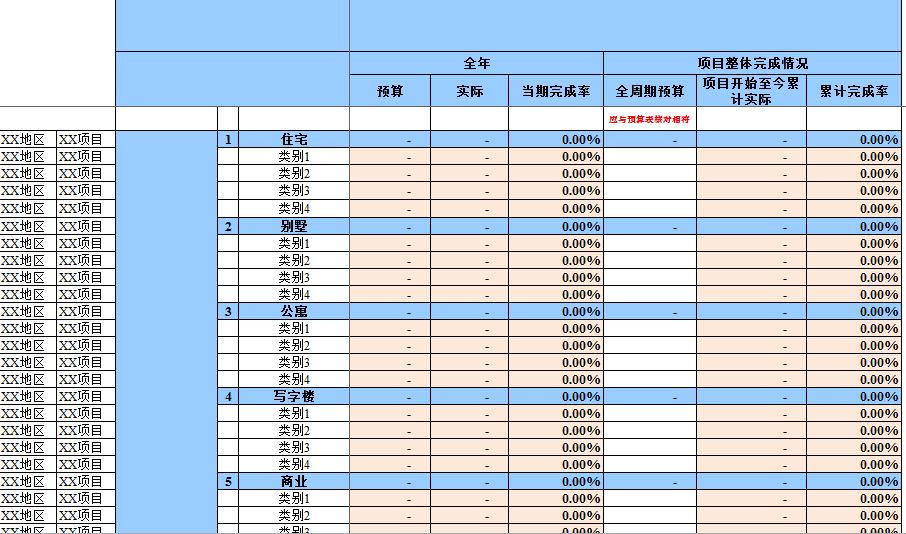 全年 项目整体完成情况
预算 实际 当期完成率 全周期预算 项目开始至今累计实际 累计完成率
应与预算表核对相符
XX地区 XX项目 1 住宅 - - 0.00% - - 0.00%
XX地区 XX项目 类别1 - - 0.00% - 0.00%
XX地区 XX项目 类别2 - - 0.00% - 0.00%
XX地区 XX项目 类别3 - - 0.00% - 0.00%
XX地区 XX项目 类别4 - - 0.00% - 0.00%
XX地区 XX项目 2 别墅 - - 0.00% - - 0.00%
XX地区 XX项目 类别1 - - 0.00% - 0.00%
XX地区 XX项目 类别2 - - 0.00% - 0.00%
XX地区 XX项目 类别3 - - 0.00% - 0.00%
XX地区 XX项目 类别4 - - 0.00% - 0.00%
XX地区 XX项目 3 公寓 - - 0.00% - - 0.00%
XX地区 XX项目 类别1 - - 0.00% - 0.00%
XX地区 XX项目 类别2 - - 0.00% - 0.00%
XX地区 XX项目 类别3 - - 0.00% - 0.00%
XX地区 XX项目 类别4 - - 0.00% - 0.00%
XX地区 XX项目 4 写字楼 - - 0.00% - - 0.00%
XX地区 XX项目 类别1 - - 0.00% - 0.00%
XX地区 XX项目 类别2 - - 0.00% - 0.00%
XX地区 XX项目 类别3 - - 0.00% - 0.00%
XX地区 XX项目 类别4 - - 0.00% - 0.00%
XX地区 XX项目 5 商业 - - 0.00% - - 0.00%
XX地区 XX项目 类别1 - - 0.00% - 0.00%
XX地区 XX项目 类别2 - - 0.00% - 0.00%
XX地区 XX项目 类别3 0.00% 0.00%